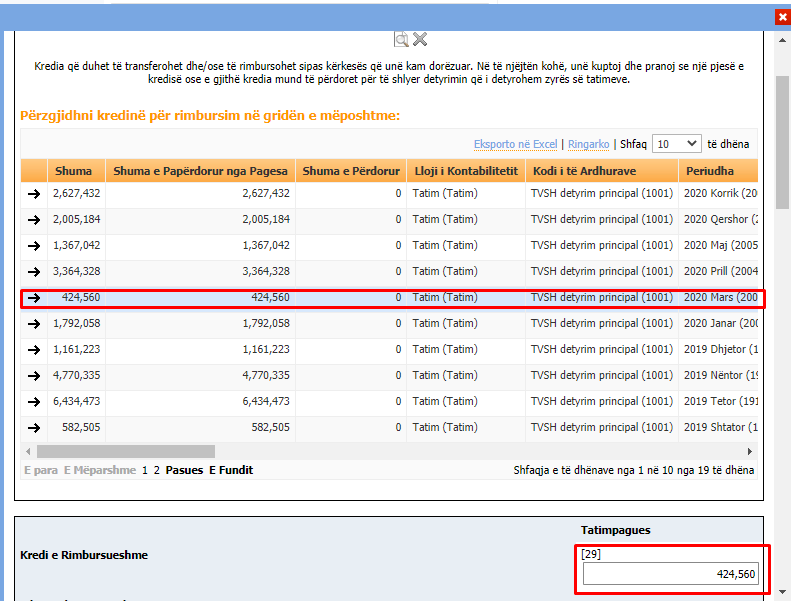 Kredia që duhet të transferohet dhe/ose të rimbursohet sipas kërkesës që unë kam dorëzuar. Në të njëjtën kohë, unë kuptoj dhe pranoj se një pjesë e
kredisë ose e gjithë kredia mund të përdoret për të shlyer detyrimin që i detyrohem zyrës së tatimeve.
Përzgjidhni kredinë për rimbursim në gridën e mëposhtme:
Eksporto në Excel | Ringarko | Shfaq 10 të dhëna
Shuma Shuma e Papërdorur nga Pagesa Shuma e Përdorur Lloji i Kontabilitetit Kodi i të Ardhurave Periudha
2,627,432 2,627,432 0 Tatim (Tatim) TVSH detyrim principal (1001) 2020 Korrik (20
2,005,184 2,005,184 0 Tatim (Tatim) TVSH detyrim principal (1001) 2020 Qershor (2
1,367,042 1,367,042 0 Tatim (Tatim) TVSH detyrim principal (1001) 2020 Maj (2005
3,364,328 3,364,328 0 Tatim (Tatim) TVSH detyrim principal (1001) 2020 Prill (2004
424,560 424,560 0 Tatim (Tatim) TVSH detyrim principal (1001) 2020 Mars (200
1,792,058 1,792,058 0 Tatim (Tatim) TVSH detyrim principal (1001) 2020 Janar (200
1,161,223 1,161,223 0 Tatim (Tatim) TVSH detyrim principal (1001) 2019 Dhjetor (1
4,770,335 4,770,335 0 Tatim (Tatim) TVSH detyrim principal (1001) 2019 Nëntor (19
6,434,473 6,434,473 0 Tatim (Tatim) TVSH detyrim principal (1001) 2019 Tetor (191
582,505 582,505 0 Tatim (Tatim) TVSH detyrim principal (1001) 2019 Shtator (1
E para E Mëparshme 1 2 Pasues E Fundit Shfaqja e të dhënave nga 1 në 10 nga 19 të dhëna
Tatimpagues
Kredi e Rimbursueshme [29]
424,560